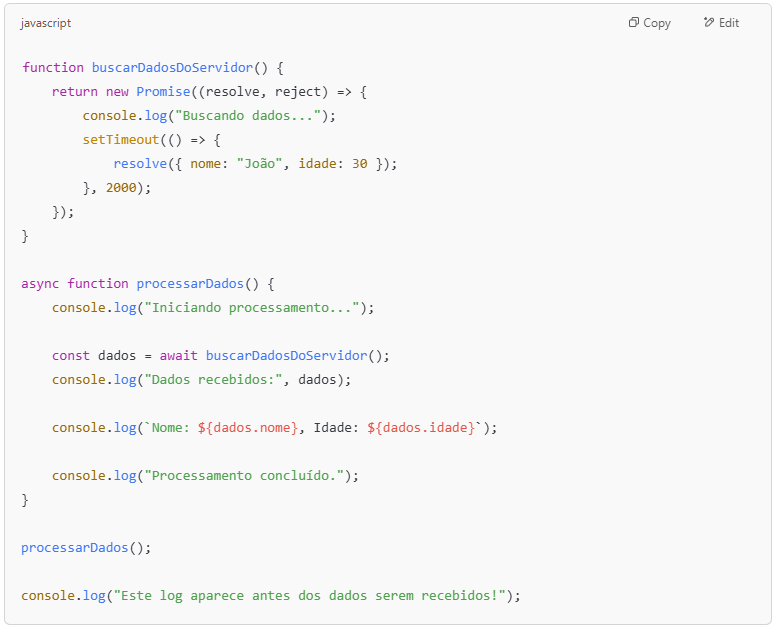 javascript
Copy
Edit
function buscarDadosDoServidor() {
    return new Promise((resolve, reject) => {
        console.log("Buscando dados...");
        setTimeout(() => {
            resolve({ nome: "João", idade: 30 });
        }, 2000);
    });
}

async function processarDados() {
    console.log("Iniciando processamento...");

    const dados = await buscarDadosDoServidor();
    console.log("Dados recebidos:", dados);

    console.log(`Nome: ${dados.nome}, Idade: ${dados.idade}`);

    console.log("Processamento concluído.");
}

processarDados();

console.log("Este log aparece antes dos dados serem recebidos!");